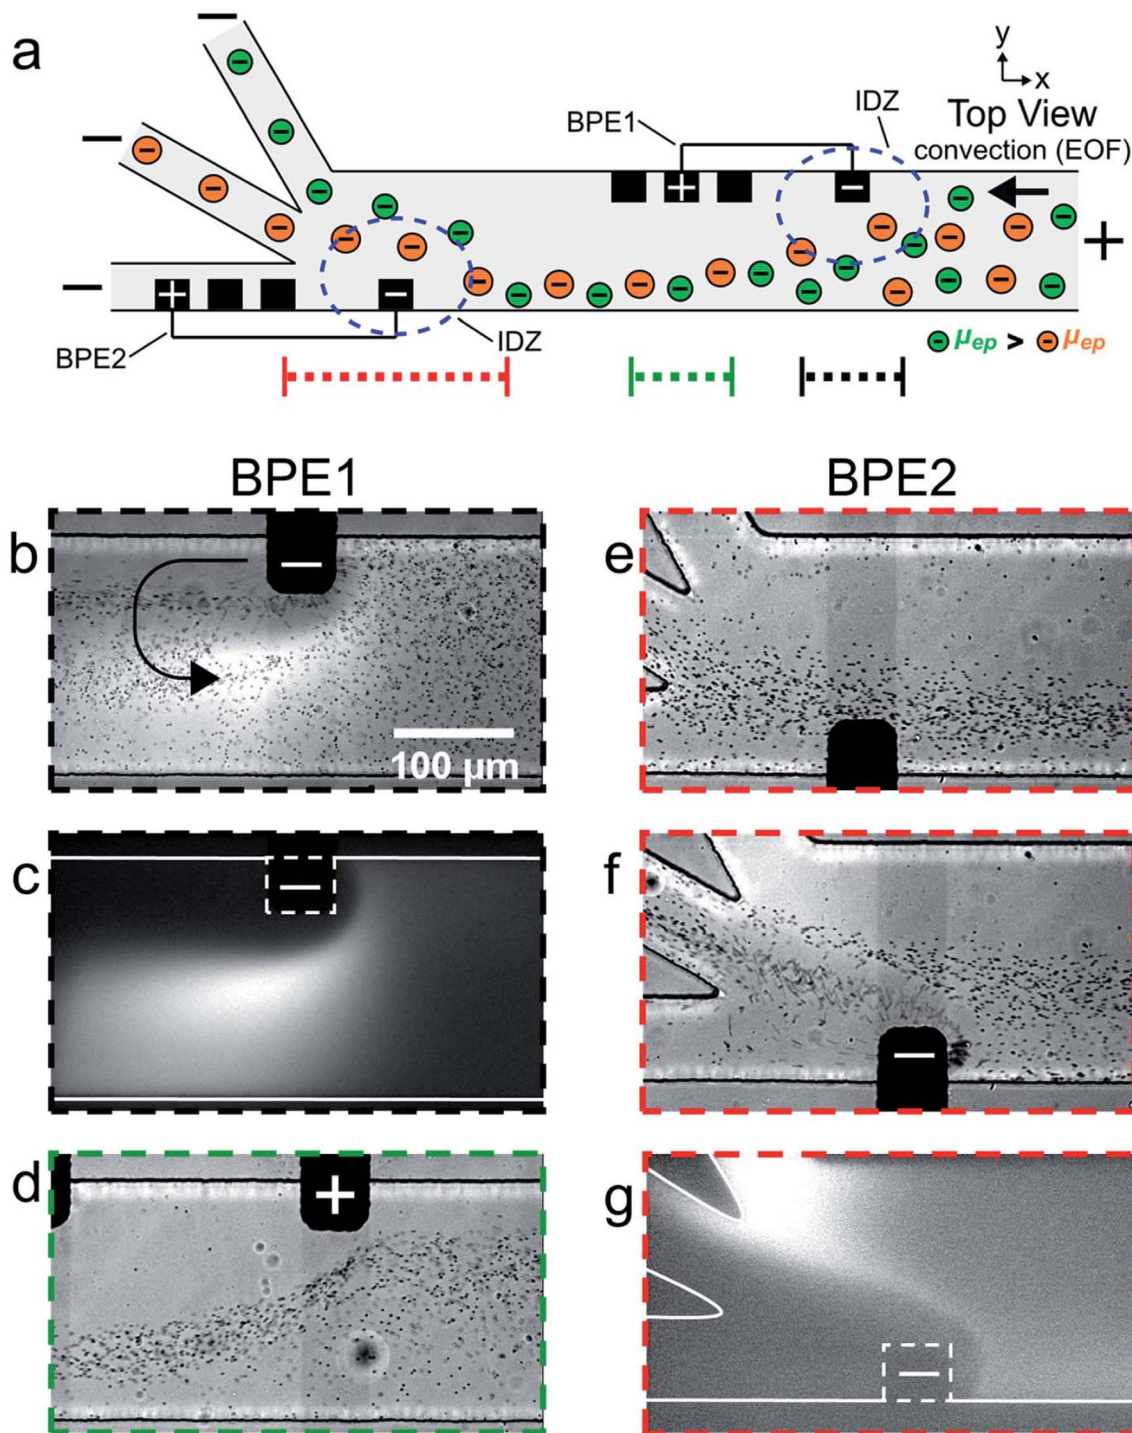 a
−
−
−
BPE1
IDZ
y
x
Top View
convection (EOF)
+
−
+
−
BPE2
IDZ
μep > μep
BPE1
BPE2
b
−
100 μm
e
c
−
f
−
d
+
g
−